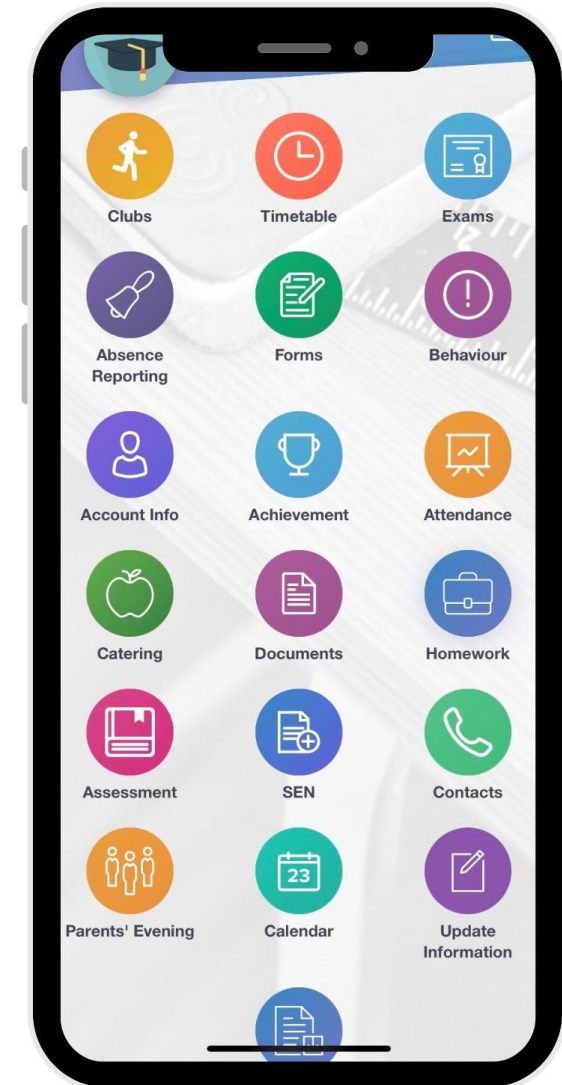 Clubs
Timetable
Exams
Absence
Reporting
Forms
Behaviour
Account Info
Achievement
Attendance
Catering
Documents
Homework
Assessment
SEN
Contacts
Parents' Evening
23
Calendar
Update
Information